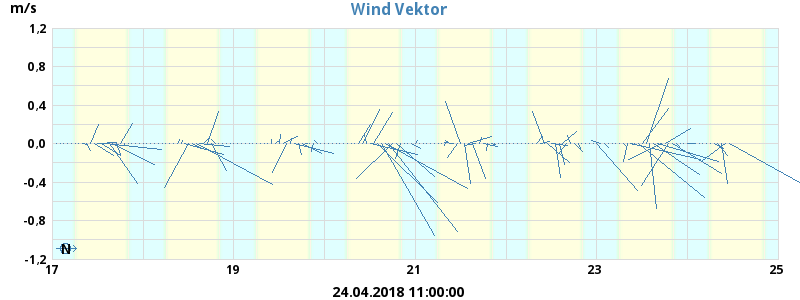 m/s
Wind Vektor
1,2
0,8
0,4
0,0
-0,4
-0,8
-1,2
N
17 19 21 23 25
24.04.2018 11:00:00